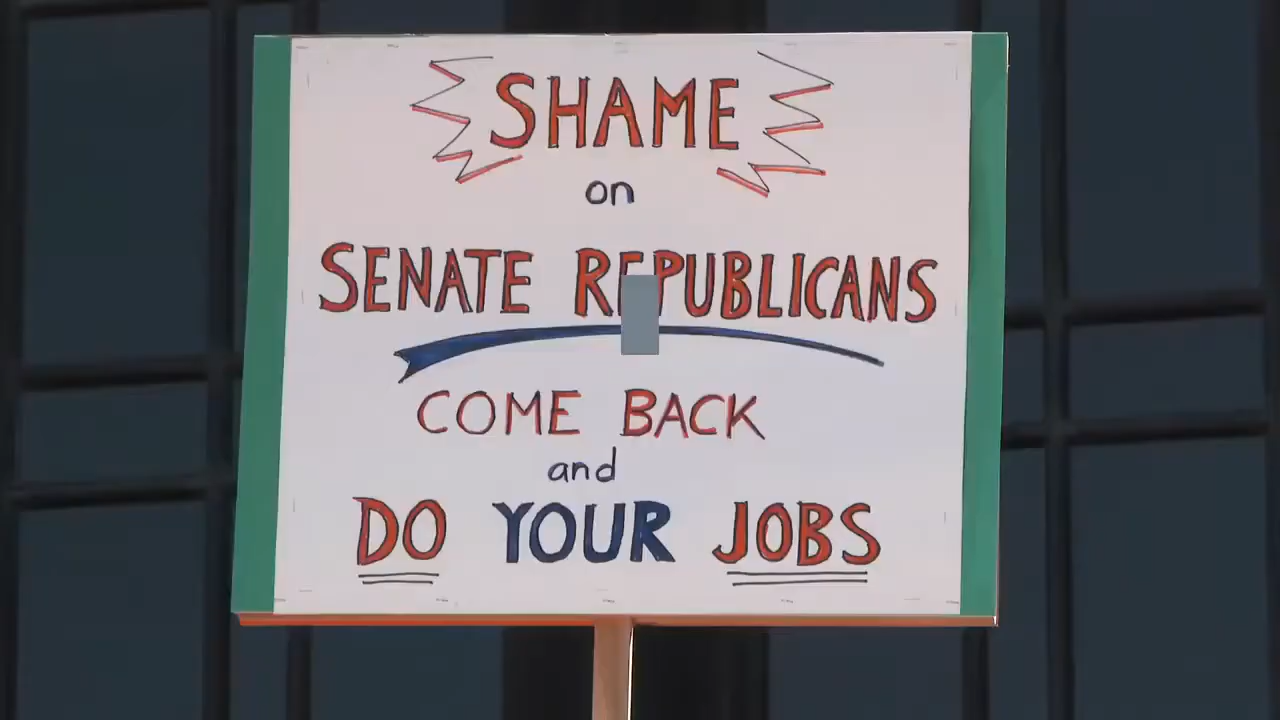 SHAME
on
SENATE REPUBLICANS
COME BACK
and
DO YOUR JOBS